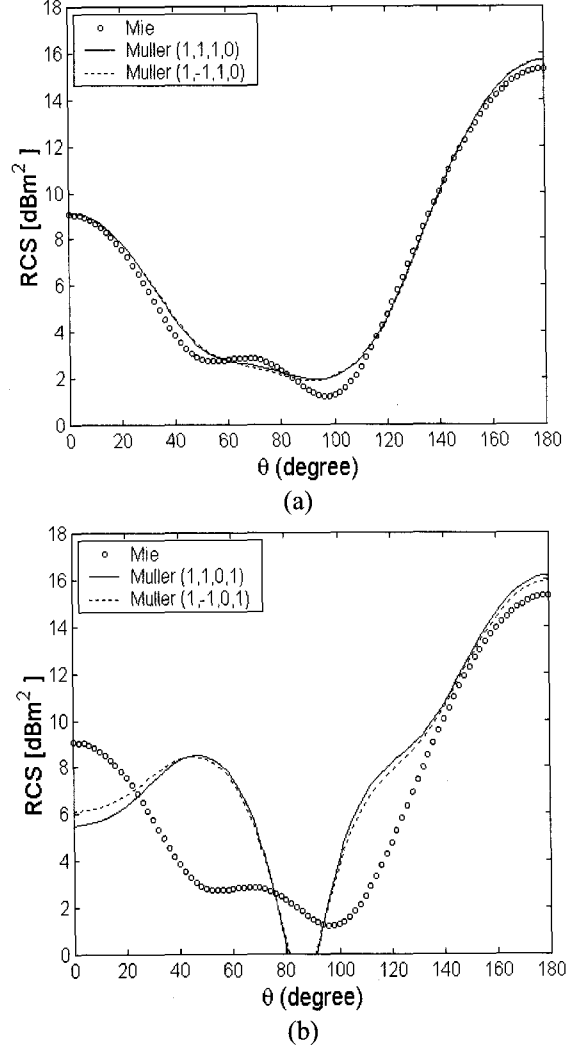 18
16
14
12
10
8
6
4
2
0
RCS [dBm²]
Mie
Muller (1,1,1,0)
Muller (1,-1,1,0)
0 20 40 60 80 100 120 140 160 180
θ (degree)
(a)
18
16
14
12
10
8
6
4
2
0
RCS [dBm²]
Mie
Muller (1,1,0,1)
Muller (1,-1,0,1)
0 20 40 60 80 100 120 140 160 180
θ (degree)
(b)